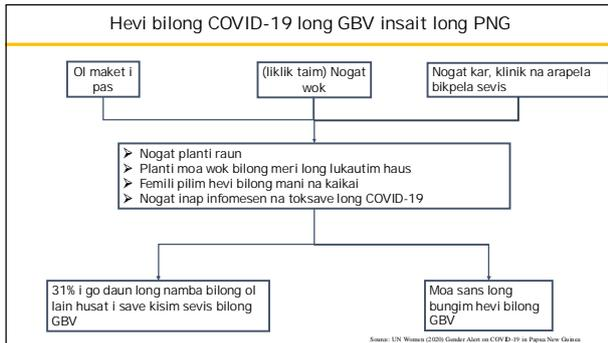 Hevi bilong COVID-19 long GBV insait long PNG
Ol maket i
pas
(liklik taim) Nogat
wok
Nogat kar, klinik na arapela
bikpela sevis
➤ Nogat planti raun
➤ Planti moa wok bilong meri long lukautim haus
➤ Femili pilim hevi bilong mani na kaikai
➤ Nogat inap infomesen na toksave long COVID-19
31% i go daun long namba bilong ol
lain husat i save kisim sevis bilong
GBV
Moa sans long
bungim hevi bilong
GBV
Source: UN Women (2020) Gender Alert on COVID-19 in Papua New Guinea